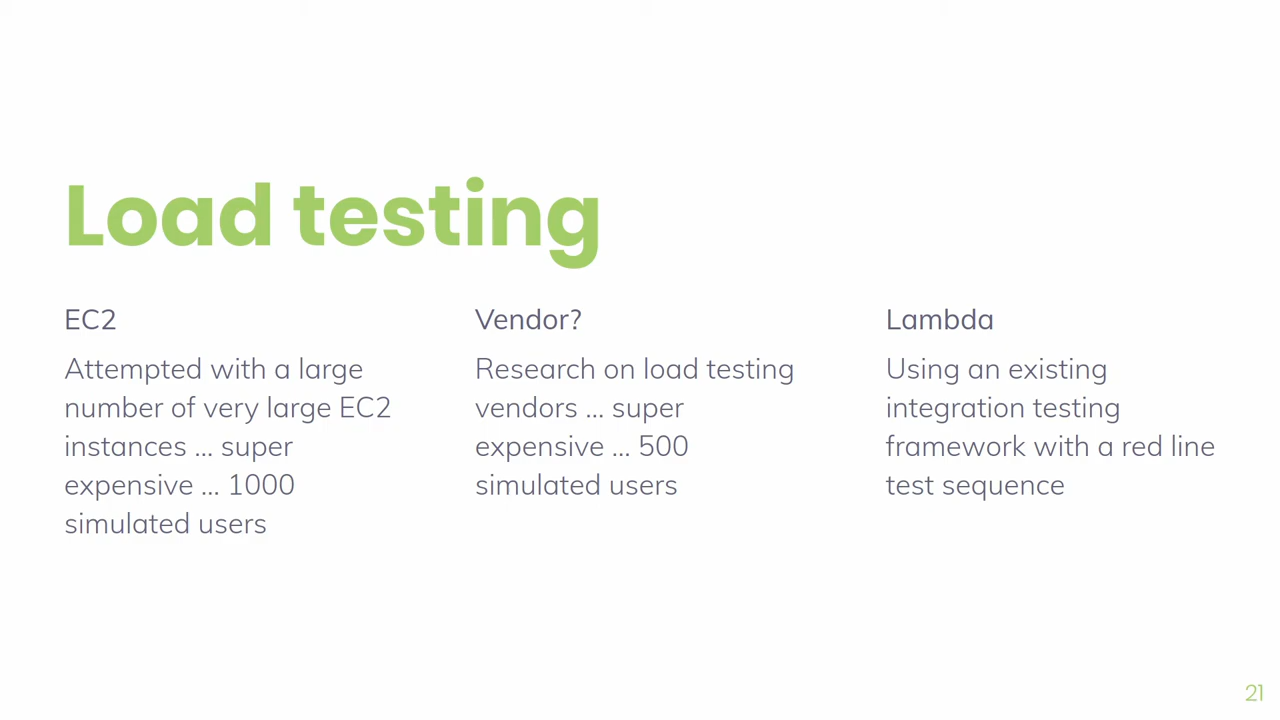 Load testing
EC2
Attempted with a large
number of very large EC2
instances ... super
expensive ... 1000
simulated users
Vendor?
Research on load testing
vendors ... super
expensive ... 500
simulated users
Lambda
Using an existing
integration testing
framework with a red line
test sequence
21